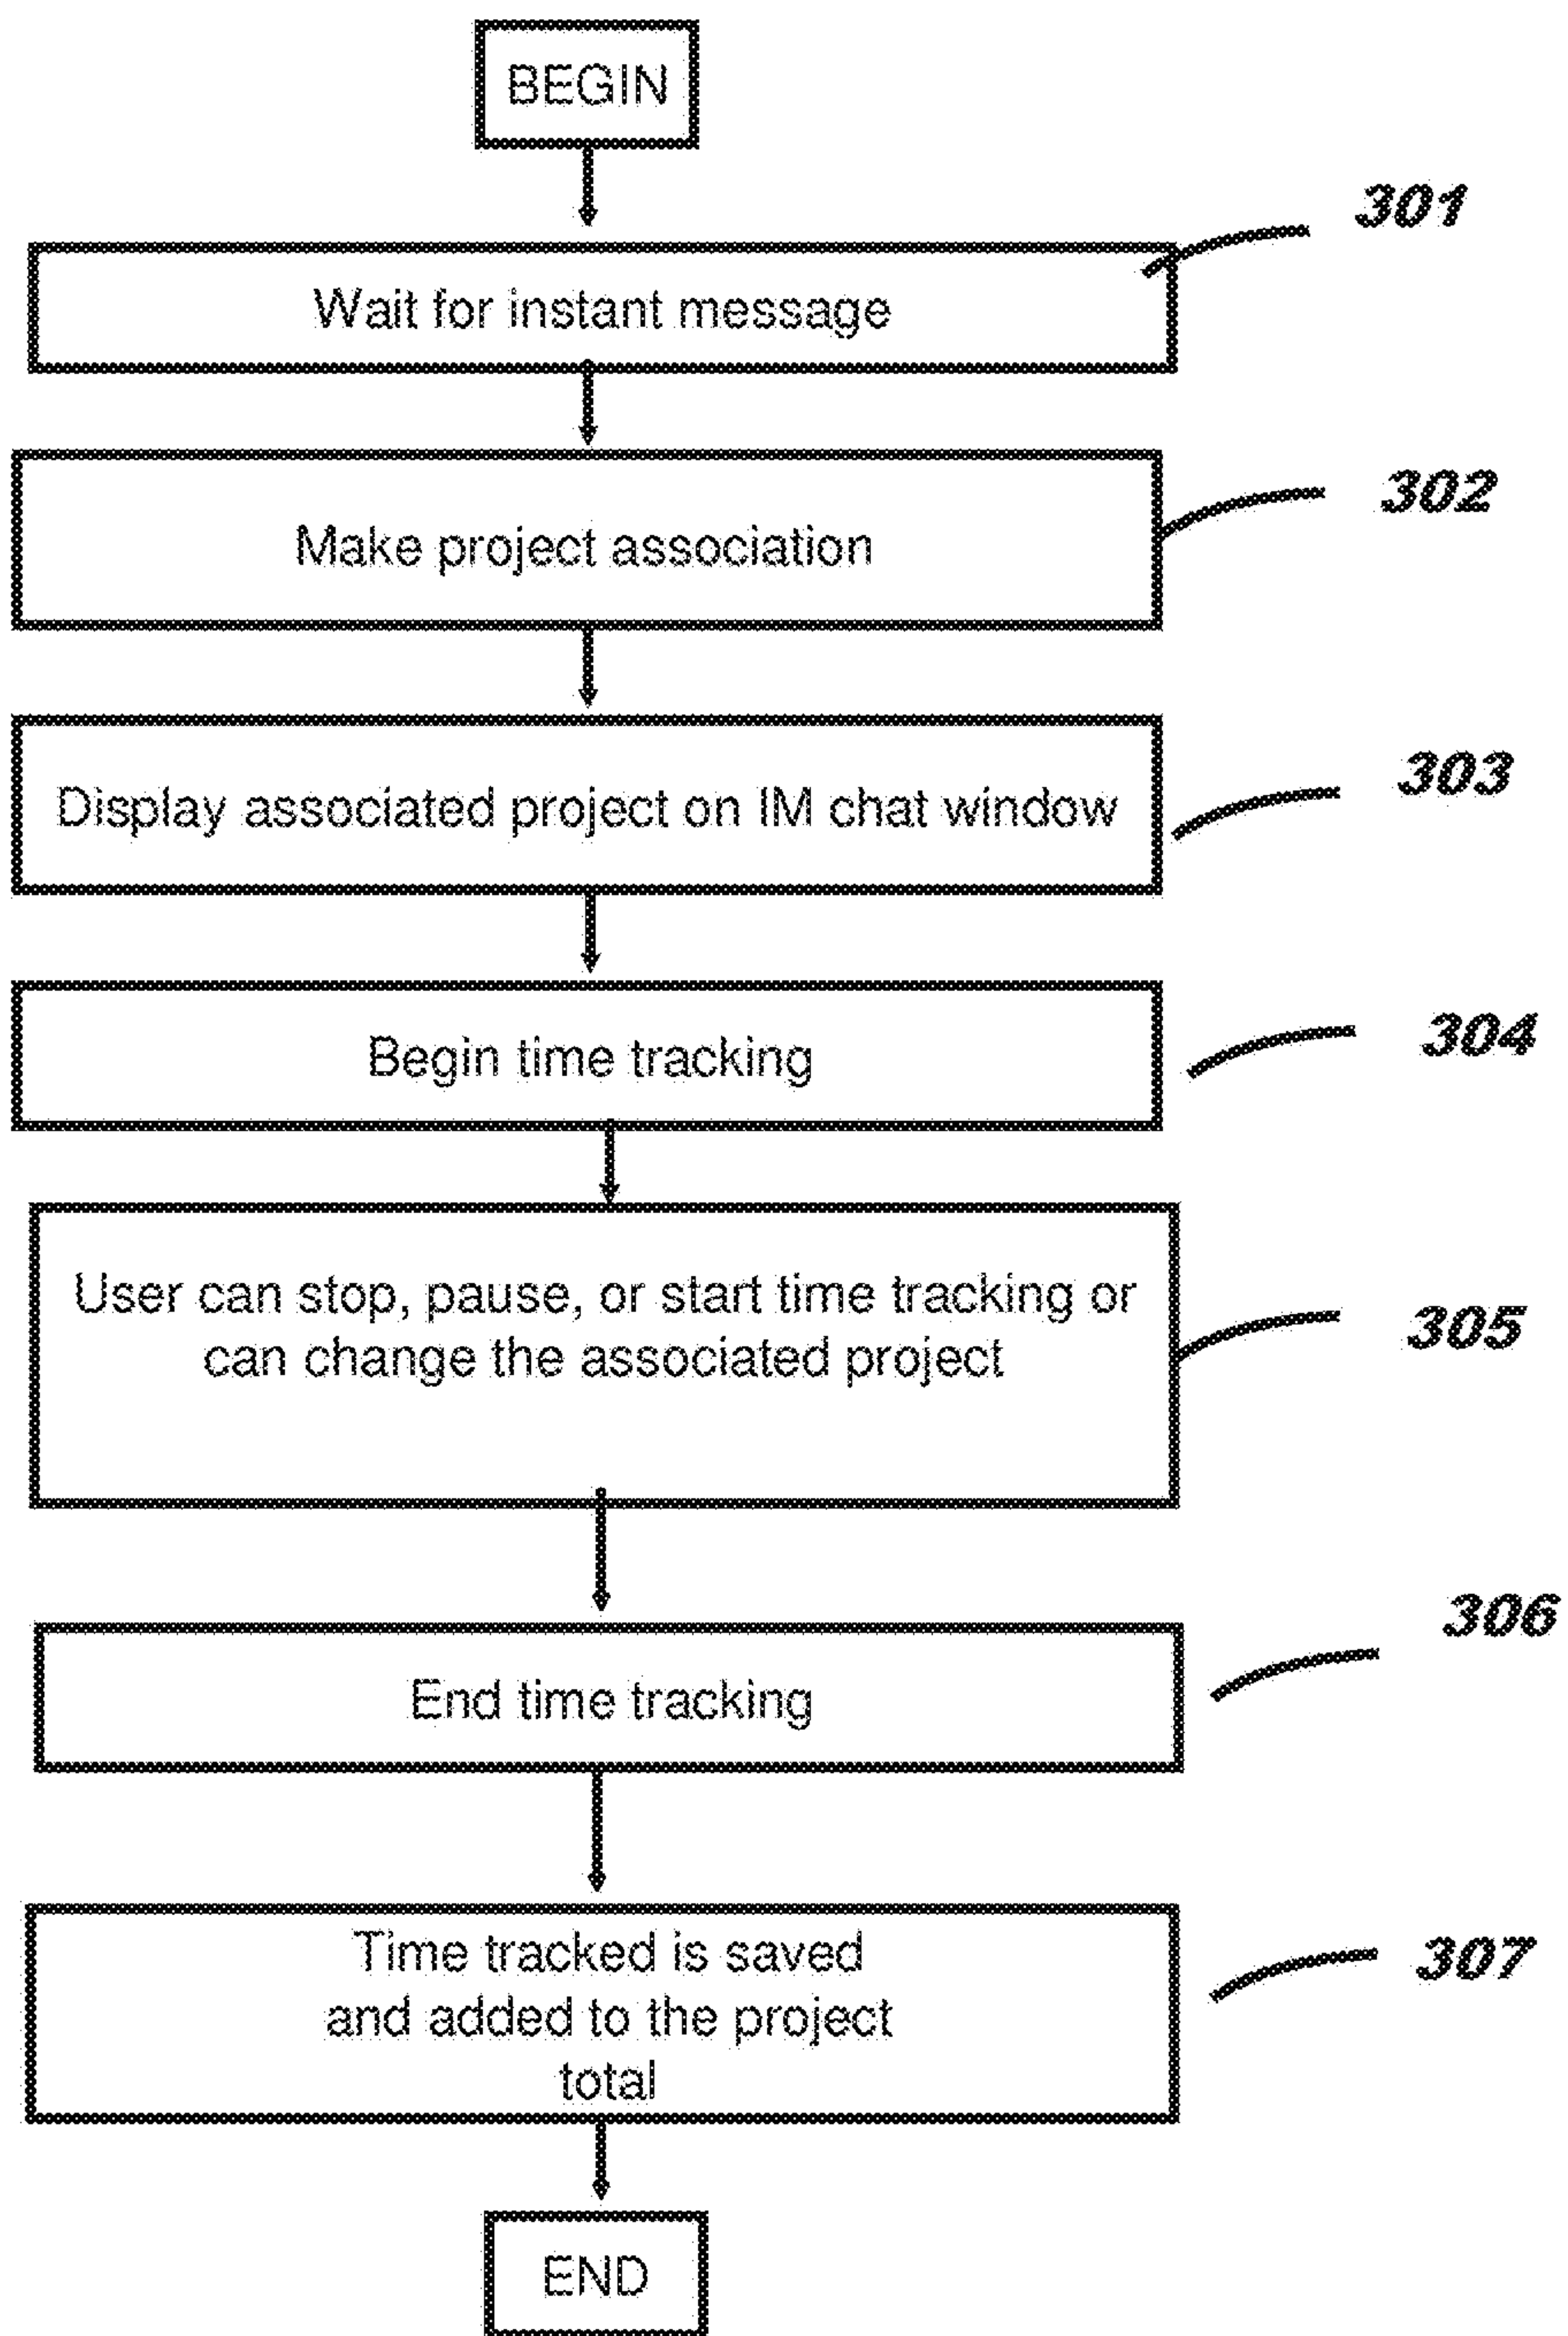 BEGIN
301
Wait for instant message
302
Make project association
303
Display associated project on IM chat window
304
Begin time tracking
User can stop, pause, or start time tracking or
can change the associated project
305
306
End time tracking
Time tracked is saved
and added to the project
total
307
END